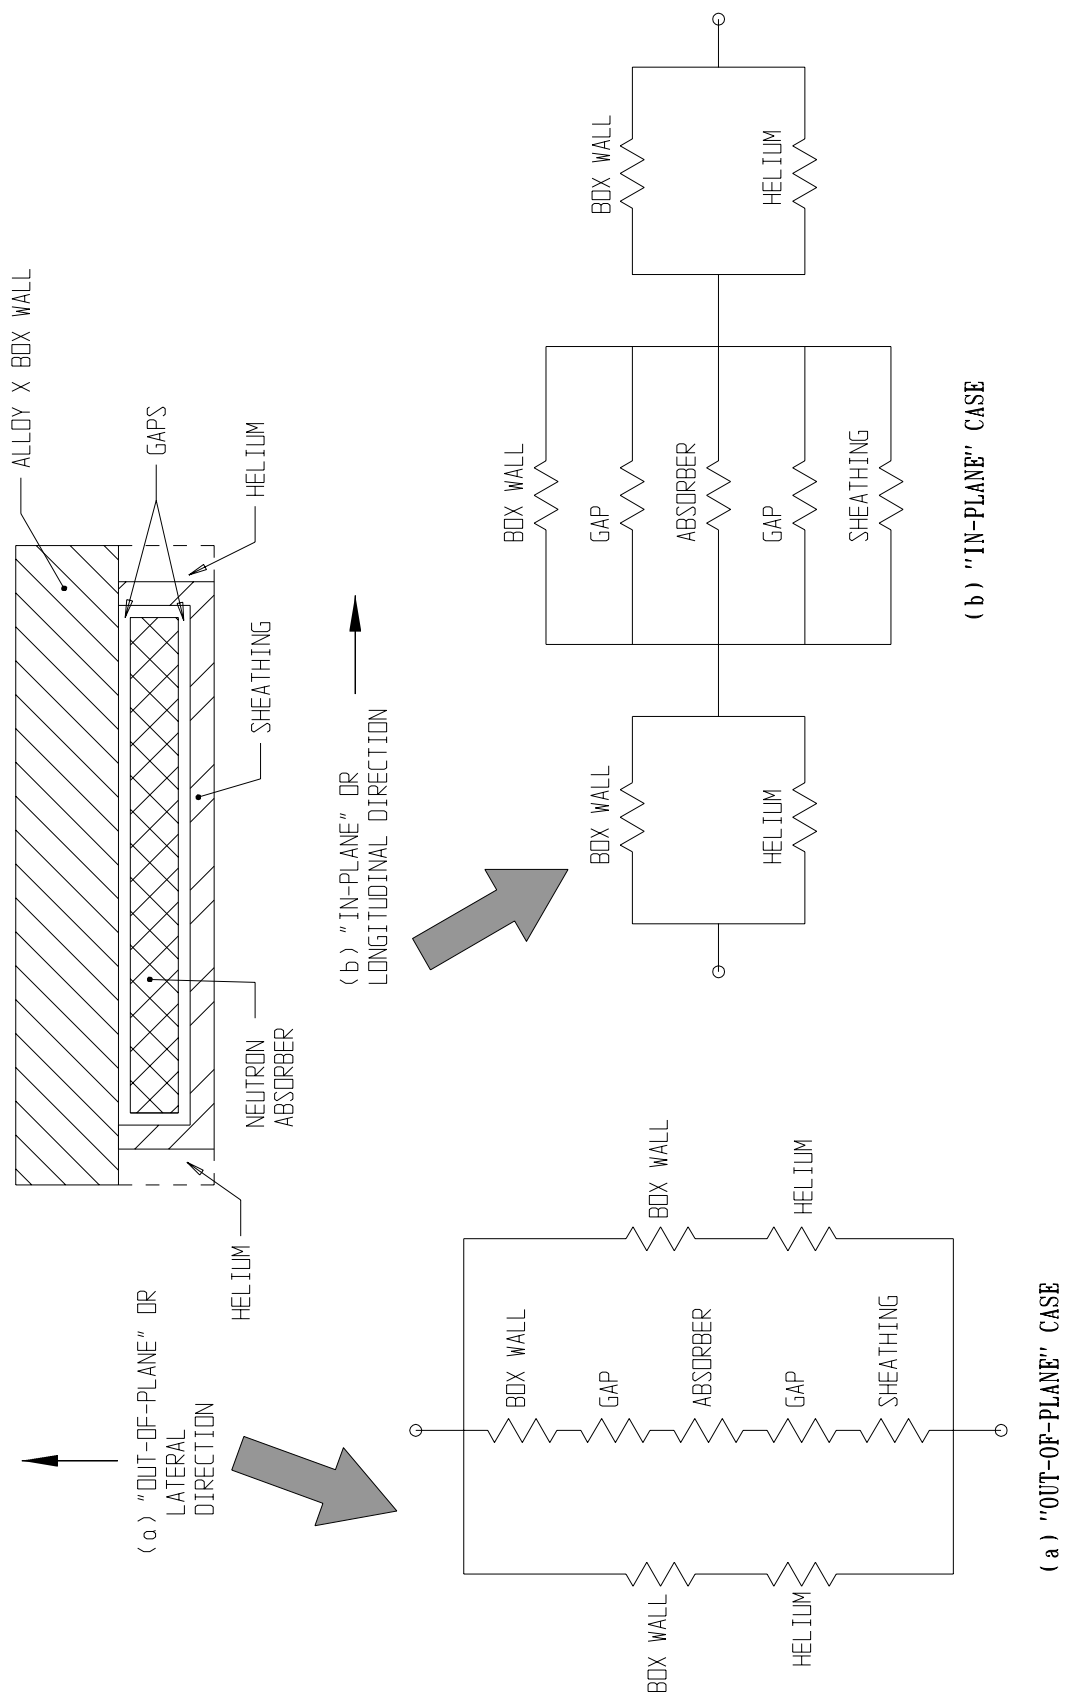 ALLOY X BOX WALL
GAPS
HELIUM
SHEATHING
NEUTRON
ABSORBER
HELIUM
(a) "OUT-OF-PLANE" OR
LATERAL
DIRECTION
(b) "IN-PLANE" OR
LONGITUDINAL DIRECTION
BOX WALL
HELIUM
BOX WALL
GAP
ABSORBER
GAP
SHEATHING
BOX WALL
HELIUM
(a) "OUT-OF-PLANE" CASE
BOX WALL
HELIUM
BOX WALL
GAP
ABSORBER
GAP
SHEATHING
BOX WALL
HELIUM
(b) "IN-PLANE" CASE